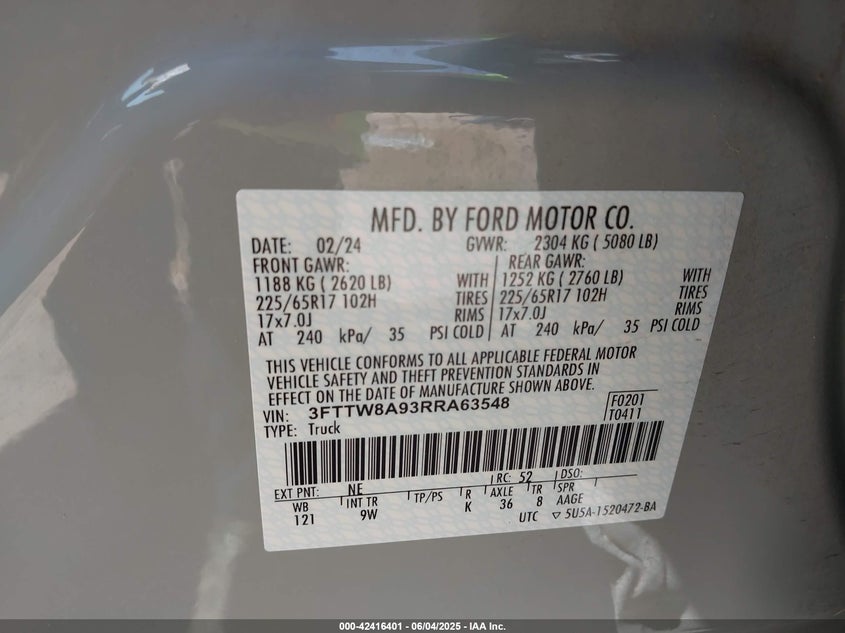 MFD. BY FORD MOTOR CO.
DATE: 02/24 GVWR: 2304 KG ( 5080 LB)
FRONT GAWR: REAR GAWR:
1188 KG ( 2620 LB) WITH 1252 KG ( 2760 LB) WITH
225/65R17 102H TIRES 225/65R17 102H TIRES
17x7.0J RIMS 17x7.0J RIMS
AT 240 kPa/ 35 PSI COLD AT 240 kPa/ 35 PSI COLD
THIS VEHICLE CONFORMS TO ALL APPLICABLE FEDERAL MOTOR
VEHICLE SAFETY AND THEFT PREVENTION STANDARDS IN
EFFECT ON THE DATE OF MANUFACTURE SHOWN ABOVE.
VIN: 3FTTW8A93RRA63548 F0201
TYPE: Truck T0411
EXT PNT: NE RC: 52 DSO:
WB INT TR TP/PS R AXLE TR SPR
121 9W K 36 8 AAGE
UTC ▽ 5U5A-1520472-BA
000-42416401 - 06/04/2025 - IAA Inc.